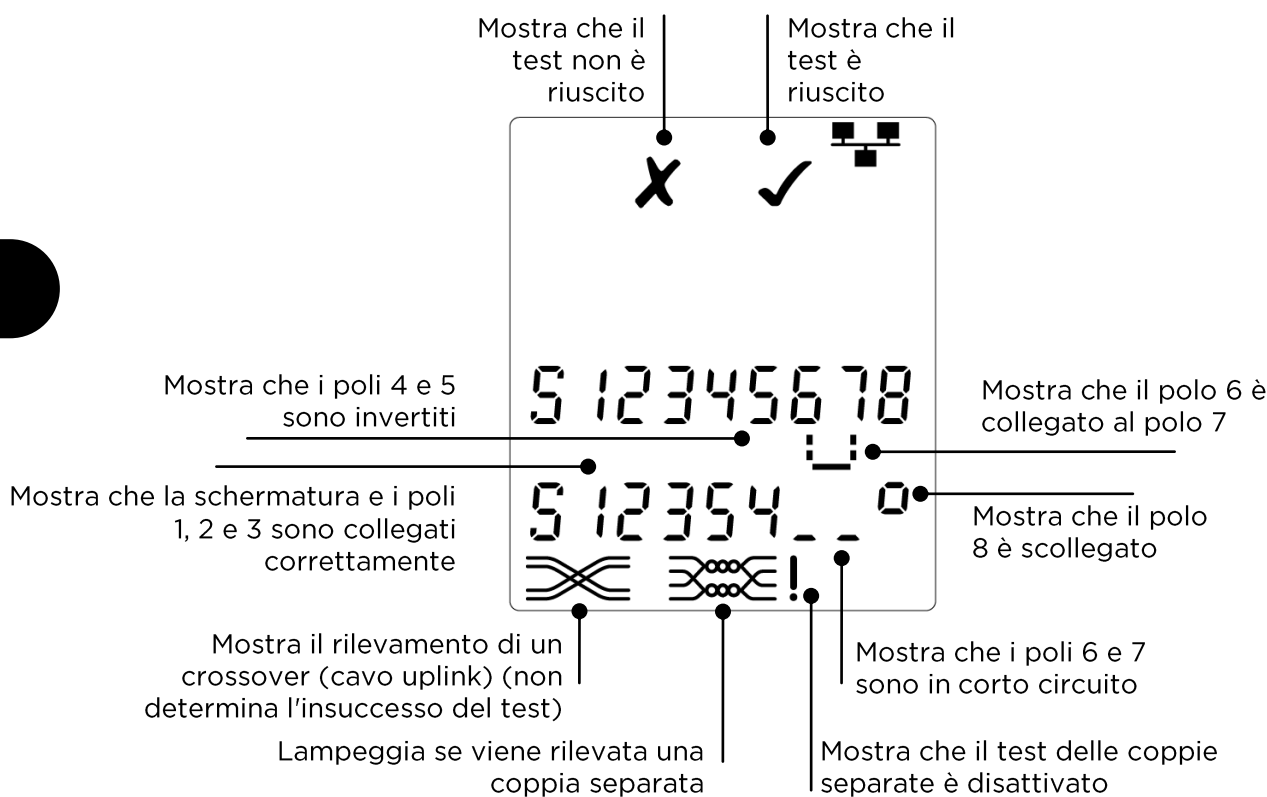 Mostra che il
test non è
riuscito
Mostra che il
test è
riuscito
Mostra che i poli 4 e 5
sono invertiti
S12345678
Mostra che il polo 6 è
collegato al polo 7
Mostra che la schermatura e i poli
1, 2 e 3 sono collegati
correttamente
S12354_ _ o
!
Mostra che il polo
8 è scollegato
Mostra il rilevamento di un
crossover (cavo uplink) (non
determina l'insuccesso del test)
Mostra che i poli 6 e 7
sono in corto circuito
Lampeggia se viene rilevata una
coppia separata
Mostra che il test delle coppie
separate è disattivato